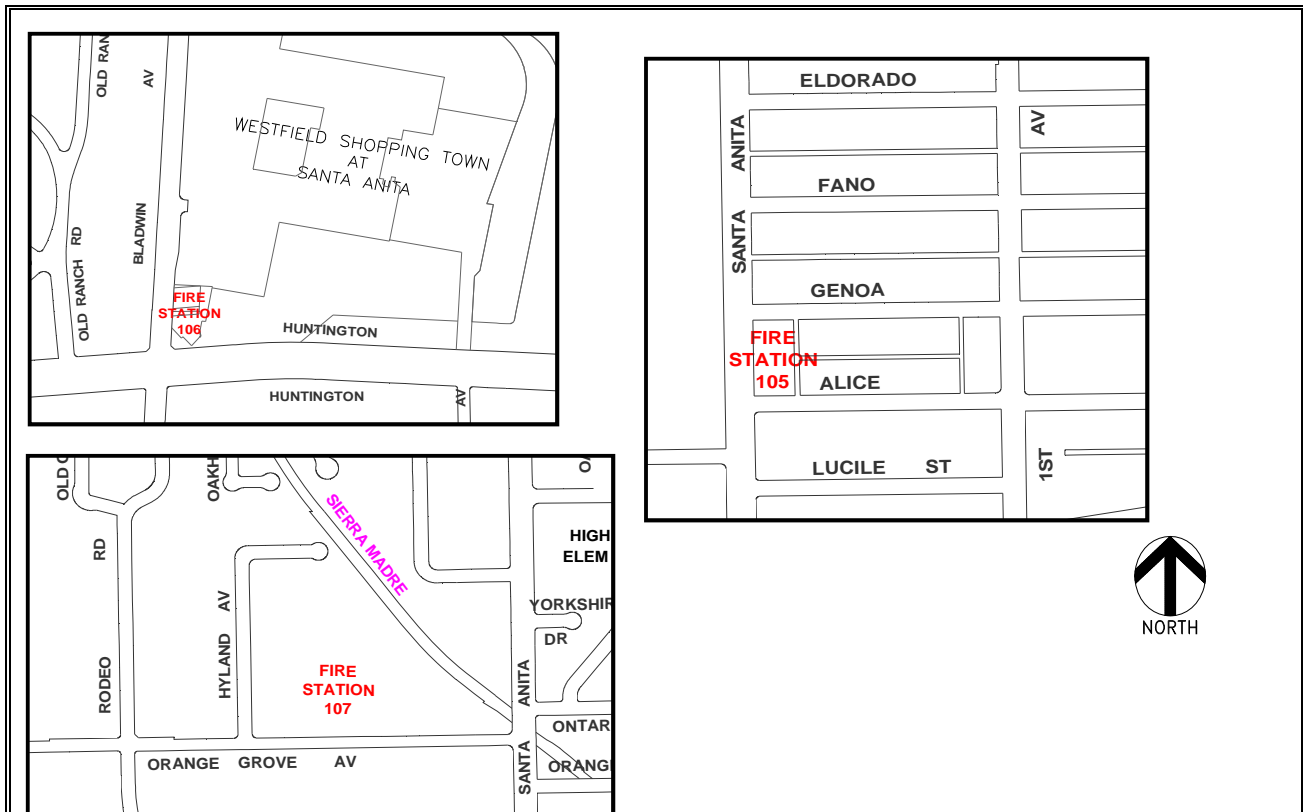 OLD RAN
AV
WESTFIELD SHOPPING TOWN
AT
SANTA ANITA
OLD RANCH RD
BLADWIN
FIRE
STATION
106
HUNTINGTON
HUNTINGTON
AV
ELDORADO
AV
SANTA ANITA
FANO
GENOA
FIRE
STATION
105
ALICE
LUCILE ST
1ST
OLD
OAKH
SIERRA MADRE
HIGH
ELEM
RD
RODEO
HYLAND AV
YORKSHIR
DR
FIRE
STATION
107
SANTA ANITA
ONTAR
ORANGE GROVE AV
ORANG
NORTH